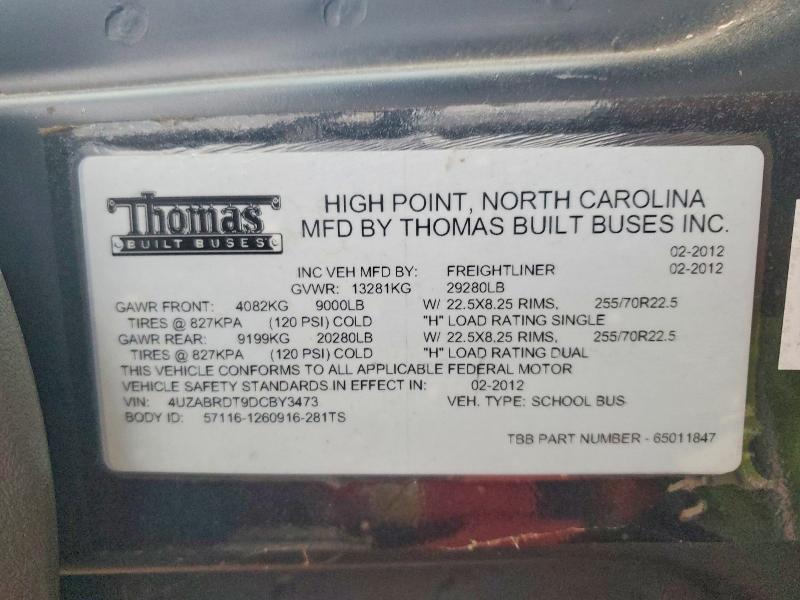 Thomas
BUILT BUSES
HIGH POINT, NORTH CAROLINA
MFD BY THOMAS BUILT BUSES INC.
02-2012
INC VEH MFD BY: FREIGHTLINER 02-2012
GVWR: 13281KG 29280LB
GAWR FRONT: 4082KG 9000LB W/ 22.5X8.25 RIMS, 255/70R22.5
TIRES @ 827KPA (120 PSI) COLD "H" LOAD RATING SINGLE
GAWR REAR: 9199KG 20280LB W/ 22.5X8.25 RIMS, 255/70R22.5
TIRES @ 827KPA (120 PSI) COLD "H" LOAD RATING DUAL
THIS VEHICLE CONFORMS TO ALL APPLICABLE FEDERAL MOTOR
VEHICLE SAFETY STANDARDS IN EFFECT IN: 02-2012
VIN: 4UZABRDT9DCBY3473 VEH. TYPE: SCHOOL BUS
BODY ID: 57116-1260916-281TS
TBB PART NUMBER - 65011847